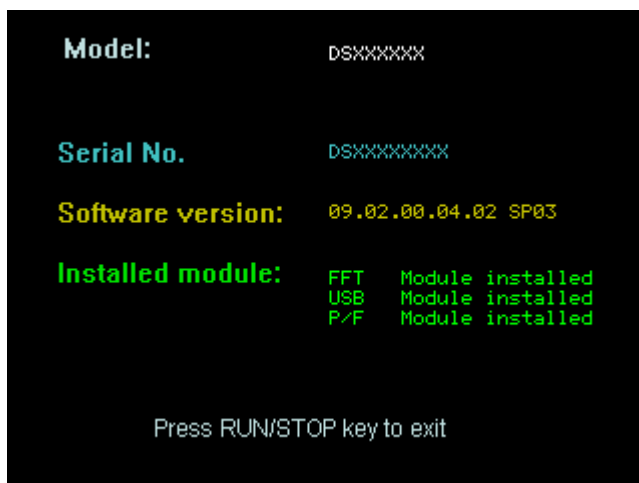 Model: DSXXXXXX
Serial No. DSXXXXXXXX
Software version: 09.02.00.04.02 SP03
Installed module: FFT Module installed
USB Module installed
P/F Module installed
Press RUN/STOP key to exit